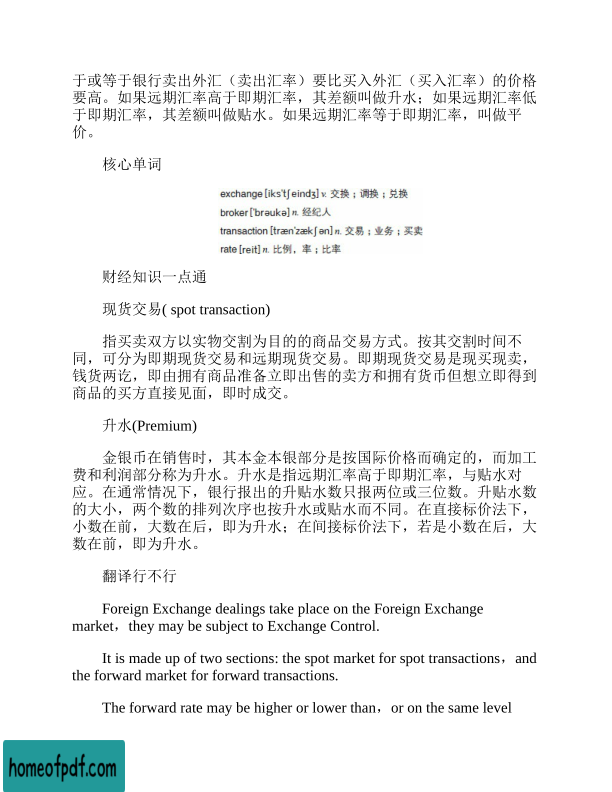 于或等于银行卖出外汇（卖出汇率）要比买入外汇（买入汇率）的价格
要高。如果远期汇率高于即期汇率，其差额叫做升水；如果远期汇率低
于即期汇率，其差额叫做贴水。如果远期汇率等于即期汇率，叫做平
价。
核心单词
exchange [iks'tʃeindʒ] v. 交换；调换；兑换
broker ['brəukə] n. 经纪人
transaction [træn'zækʃən] n. 交易；业务；买卖
rate [reit] n. 比例，率；比率
财经知识一点通
现货交易( spot transaction)
指买卖双方以实物交割为目的的商品交易方式。按其交割时间不
同，可分为即期现货交易和远期现货交易。即期现货交易是现买现卖，
钱货两讫，即由拥有商品准备立即出售的卖方和拥有货币但想立即得到
商品的买方直接见面，即时成交。
升水(Premium)
金银币在销售时，其本金本银部分是按国际价格而确定的，而加工
费和利润部分称为升水。升水是指远期汇率高于即期汇率，与贴水对
应。在通常情况下，银行报出的升贴水数只报两位或三位数。升贴水数
的大小，两个数的排列次序也按升水或贴水而不同。在直接标价法下，
小数在前，大数在后，即为升水；在间接标价法下，若是小数在后，大
数在前，即为升水。
翻译行不行
Foreign Exchange dealings take place on the Foreign Exchange
market，they may be subject to Exchange Control.
It is made up of two sections: the spot market for spot transactions，and
the forward market for forward transactions.
The forward rate may be higher or lower than，or on the same level
homeofpdf.com